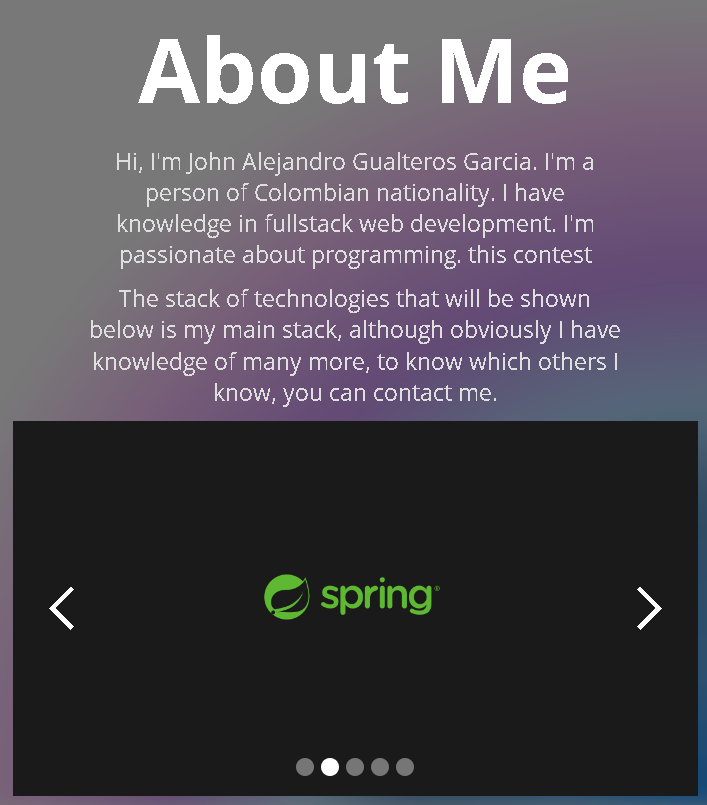 About Me
Hi, I'm John Alejandro Gualteros Garcia. I'm a
person of Colombian nationality. I have
knowledge in fullstack web development. I'm
passionate about programming. this contest
The stack of technologies that will be shown
below is my main stack, although obviously I have
knowledge of many more, to know which others I
know, you can contact me.
spring®